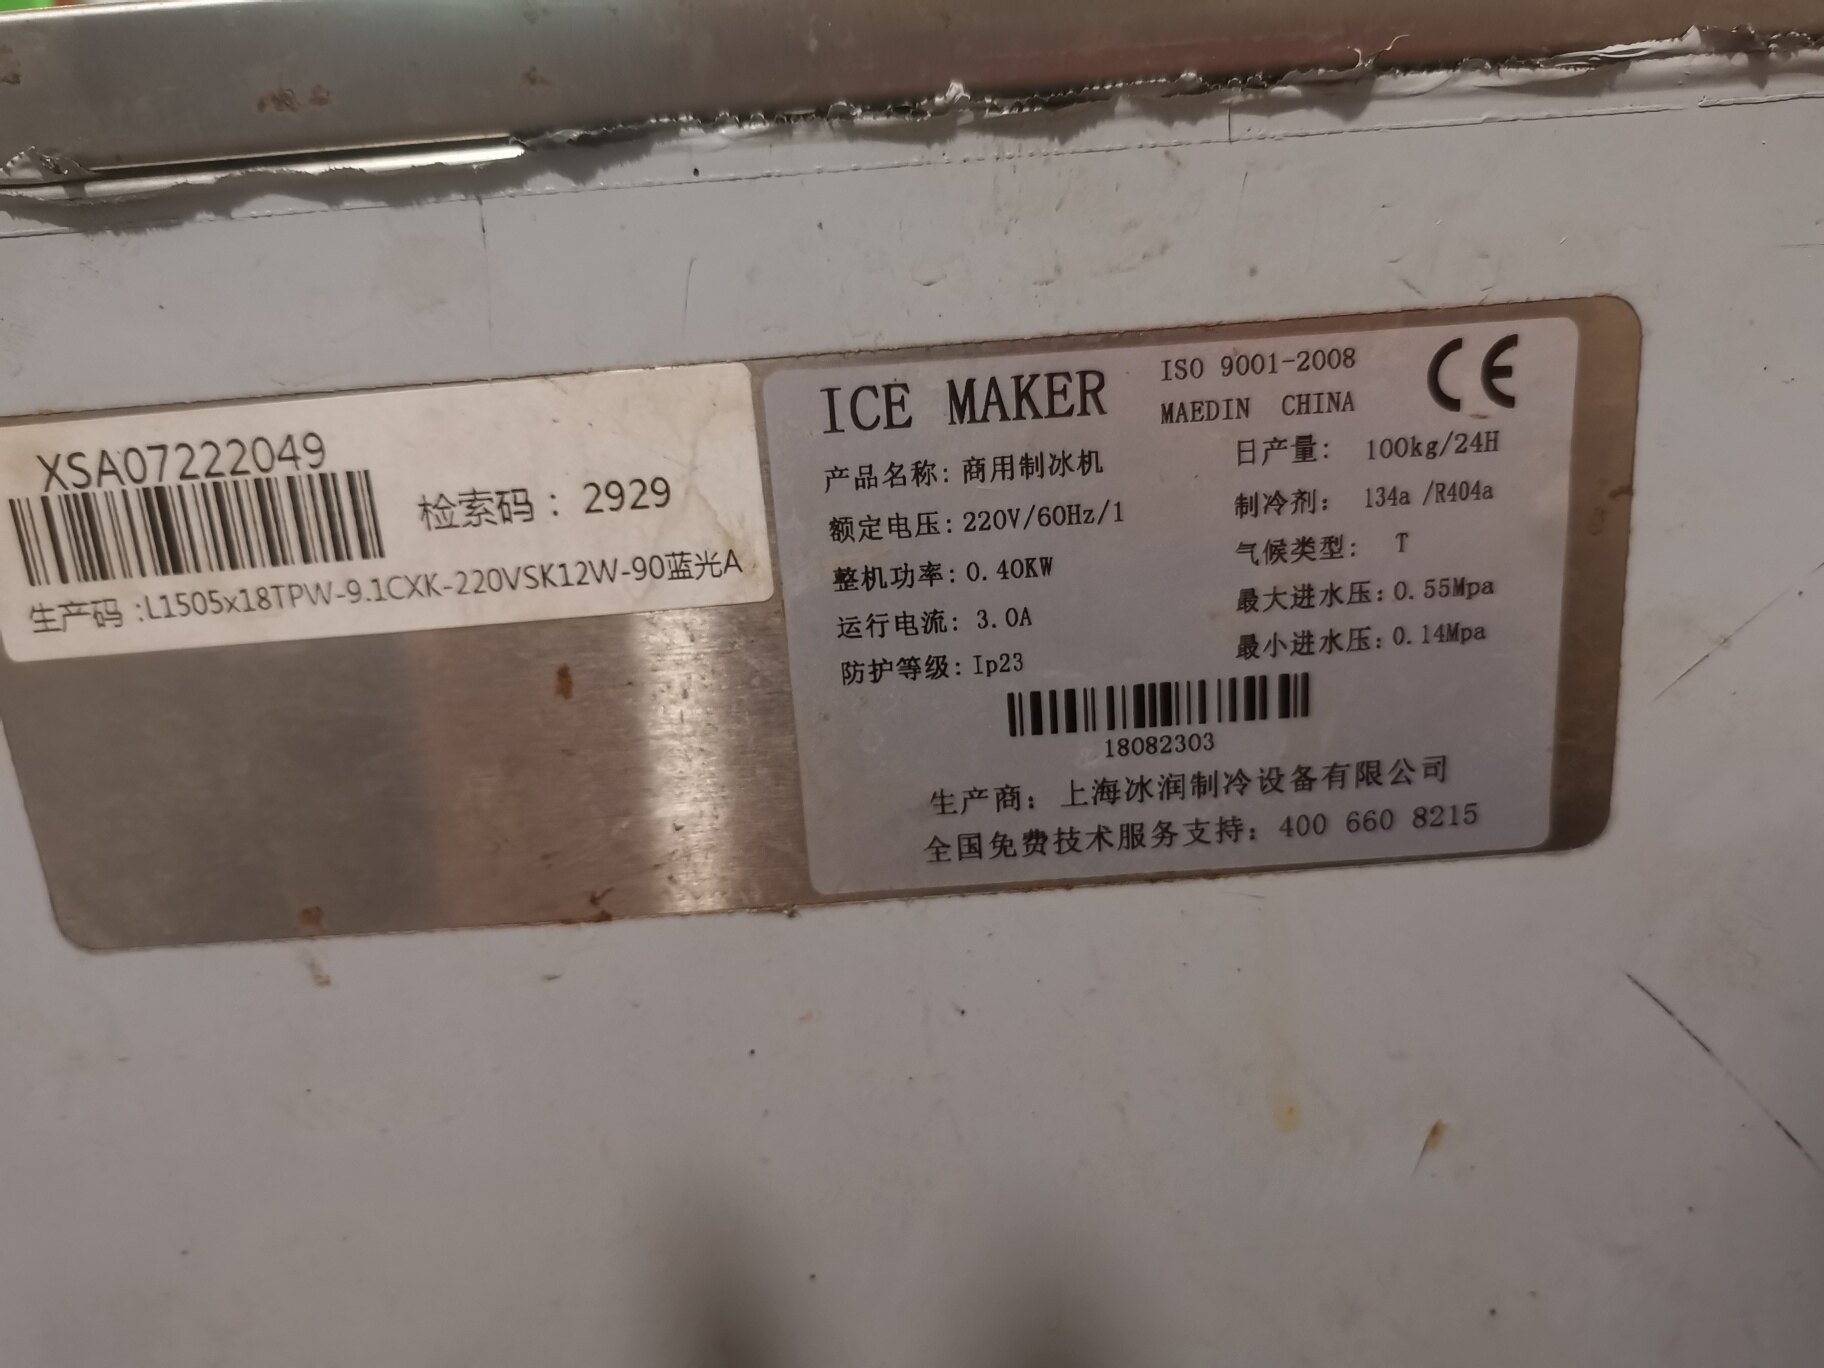 XSA07222049
检索码：2929
生产码:L1505x18TPW-9.1CXK-220VSK12W-90蓝光A
ICE MAKER
ISO 9001-2008
MAEDIN CHINA
CE
产品名称:商用制冰机
额定电压:220V/60Hz/1
整机功率:0.40KW
运行电流: 3.0A
防护等级:Ip23
日产量: 100kg/24H
制冷剂: 134a /R404a
气候类型: T
最大进水压:0.55Mpa
最小进水压:0.14Mpa
18082303
生产商: 上海冰润制冷设备有限公司
全国免费技术服务支持: 400 660 8215